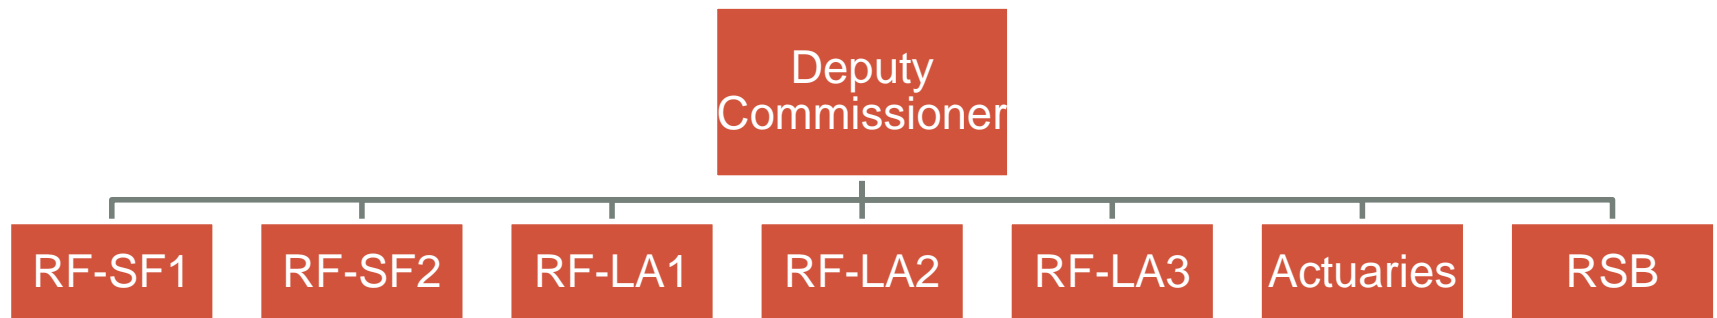 Deputy
Commissioner
RF-SF1
RF-SF2
RF-LA1
RF-LA2
RF-LA3
Actuaries
RSB